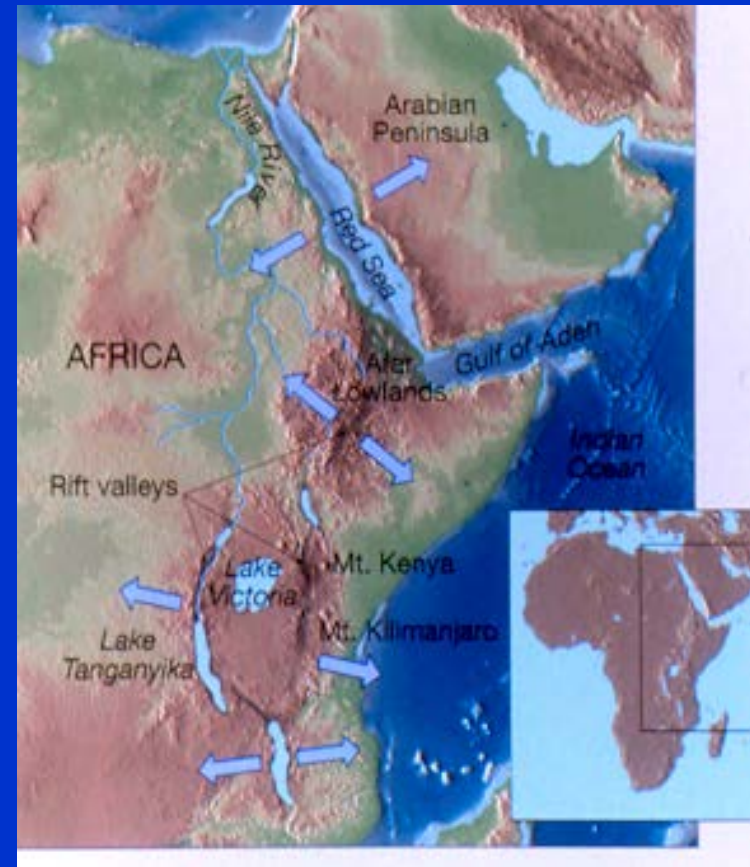 Arabian
Peninsula
Nile River
Red Sea
AFRICA
Gulf of Aden
Afar
Lowlands
Indian
Ocean
Rift valleys
Lake
Victoria
Mt. Kenya
Mt. Kilimanjaro
Lake
Tanganyika